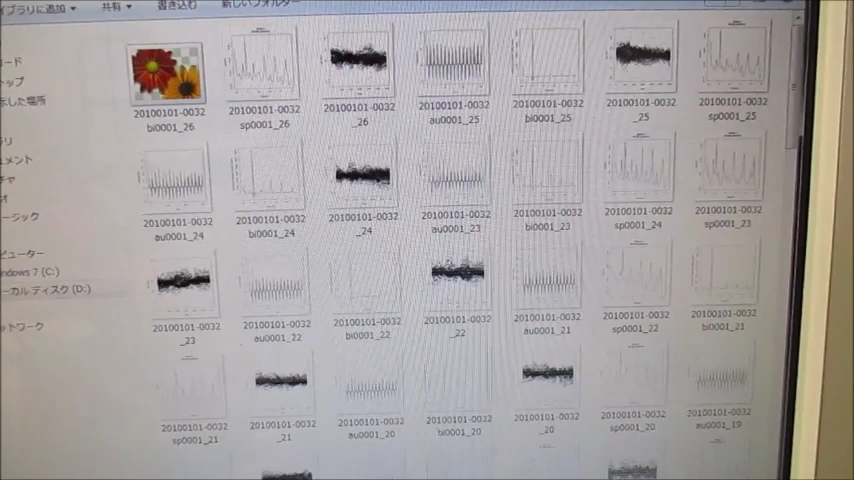 イブラリに追加 ▼ 共有 ▼ 書き込む 新しいフォルダー
ード
トップ
示した場所
ラリ
ュメント
チャ
オ
ージック
ピューター
indows 7 (C:)
ーカル ディスク (D:)
ットワーク
20100101-0032
bi0001_26
20100101-0032
sp0001_26
20100101-0032
_26
20100101-0032
au0001_25
20100101-0032
bi0001_25
20100101-0032
_25
20100101-0032
sp0001_25
20100101-0032
au0001_24
20100101-0032
bi0001_24
20100101-0032
_24
20100101-0032
au0001_23
20100101-0032
bi0001_23
20100101-0032
sp0001_24
20100101-0032
sp0001_23
20100101-0032
_23
20100101-0032
au0001_22
20100101-0032
bi0001_22
20100101-0032
_22
20100101-0032
au0001_21
20100101-0032
sp0001_22
20100101-0032
bi0001_21
20100101-0032
sp0001_21
20100101-0032
_21
20100101-0032
au0001_20
20100101-0032
bi0001_20
20100101-0032
_20
20100101-0032
sp0001_20
20100101-0032
au0001_19